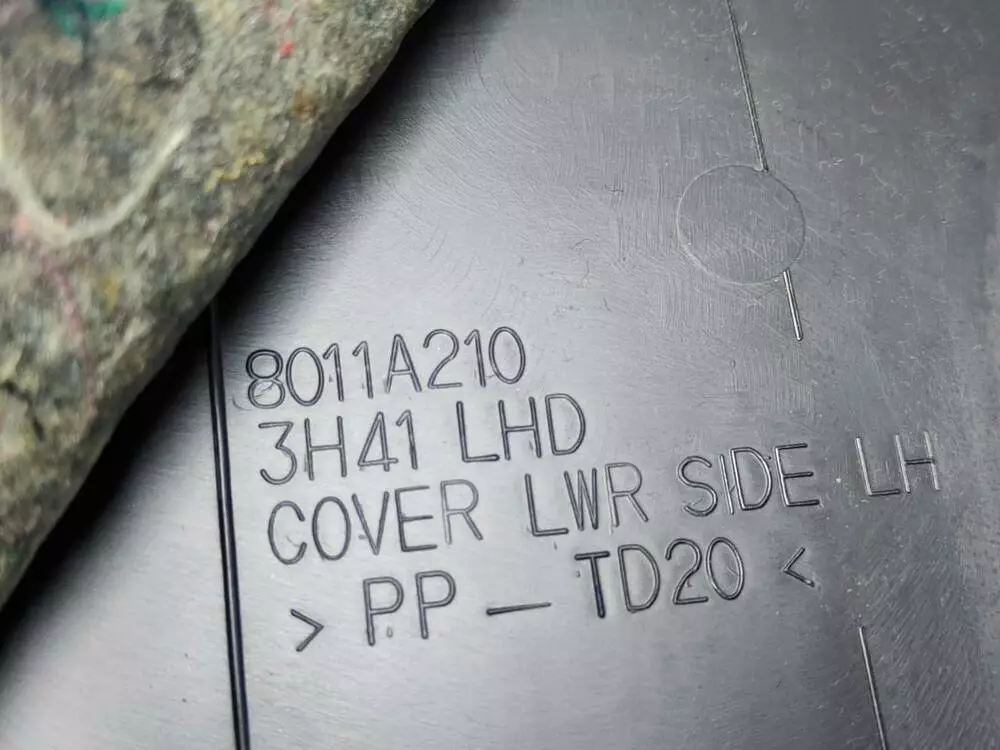 8011A210
3H41 LHD
COVER LWR SIDE LH
> PP — TD20 <